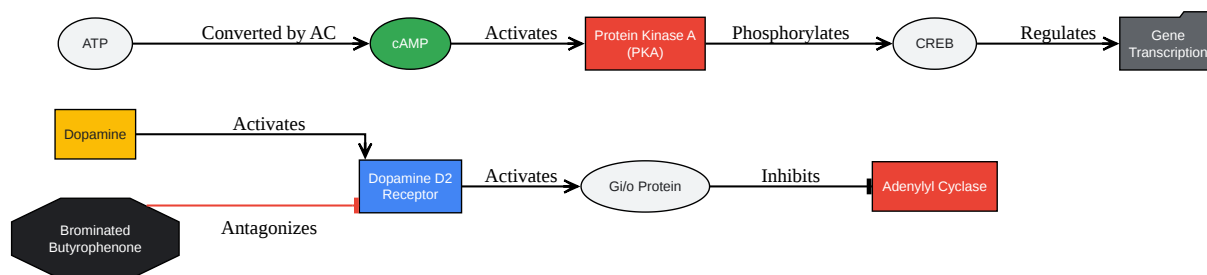 ATP
Converted by AC
cAMP
Activates
Protein Kinase A
(PKA)
Phosphorylates
CREB
Regulates
Gene
Transcription
Dopamine
Activates
Dopamine D2
Receptor
Activates
Gi/o Protein
Inhibits
Adenylyl Cyclase
Brominated
Butyrophenone
Antagonizes